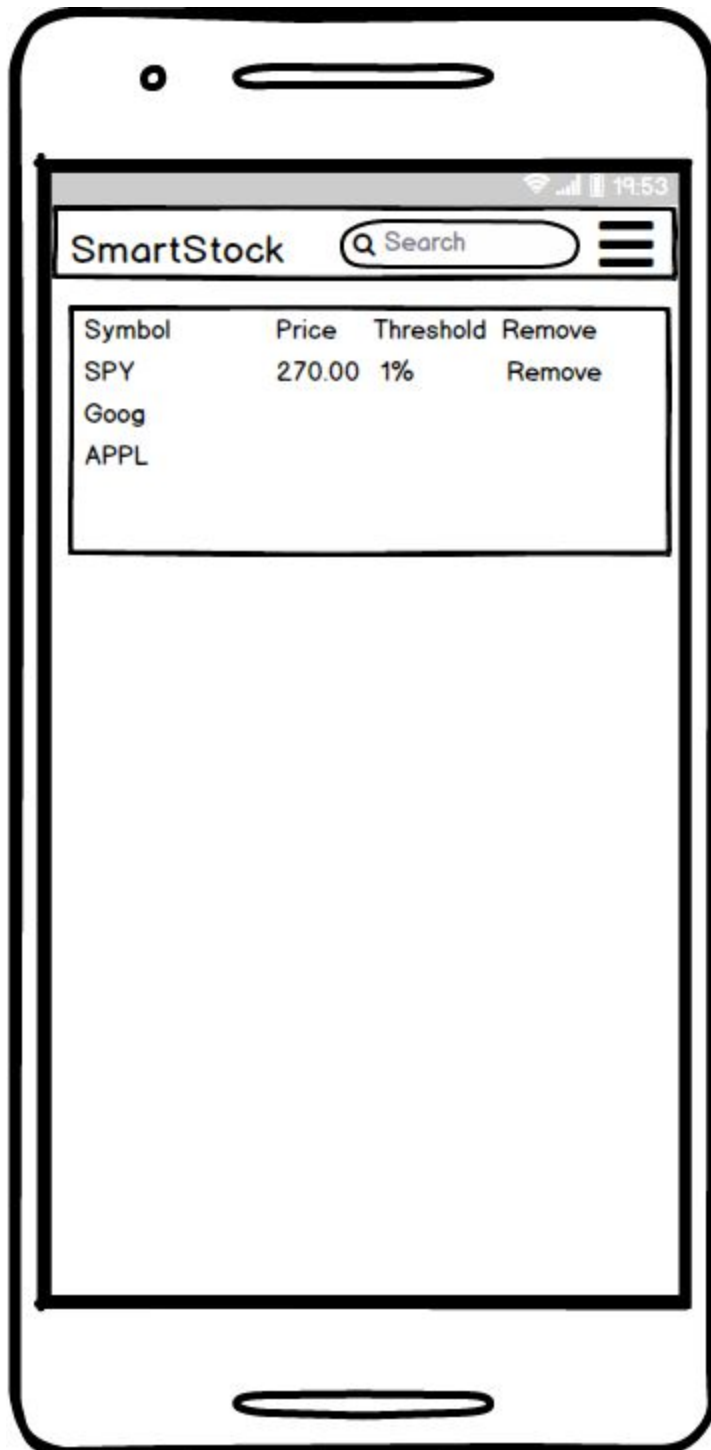 19:53
SmartStock Search
Symbol Price Threshold Remove
SPY 270.00 1% Remove
Goog
APPL